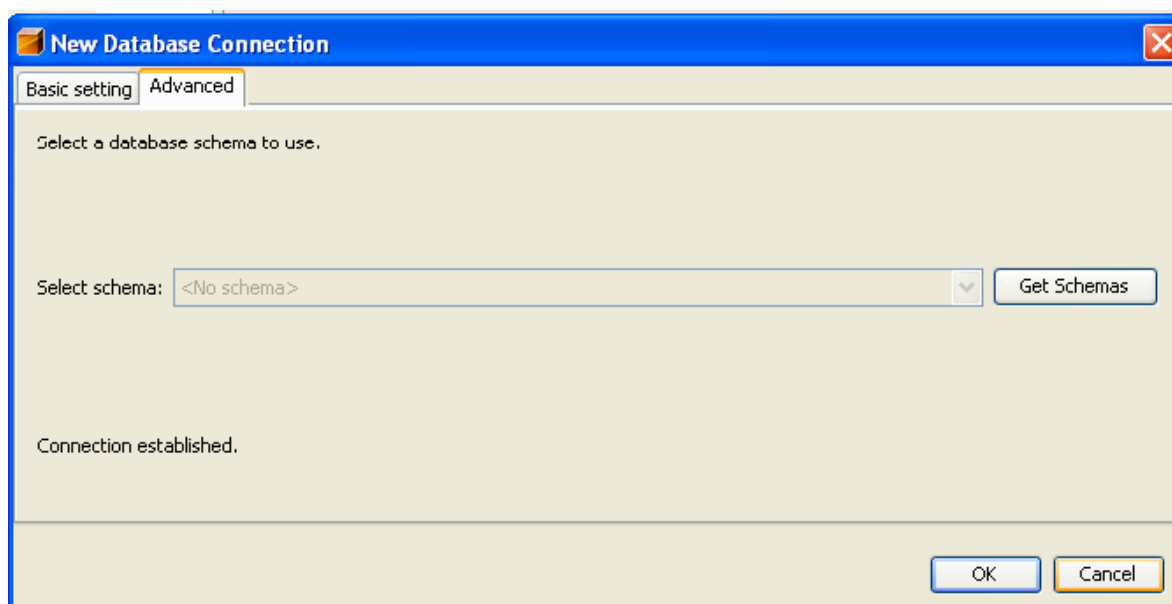 New Database Connection
Basic setting Advanced
Select a database schema to use.
Select schema: <No schema> Get Schemas
Connection established.
OK Cancel